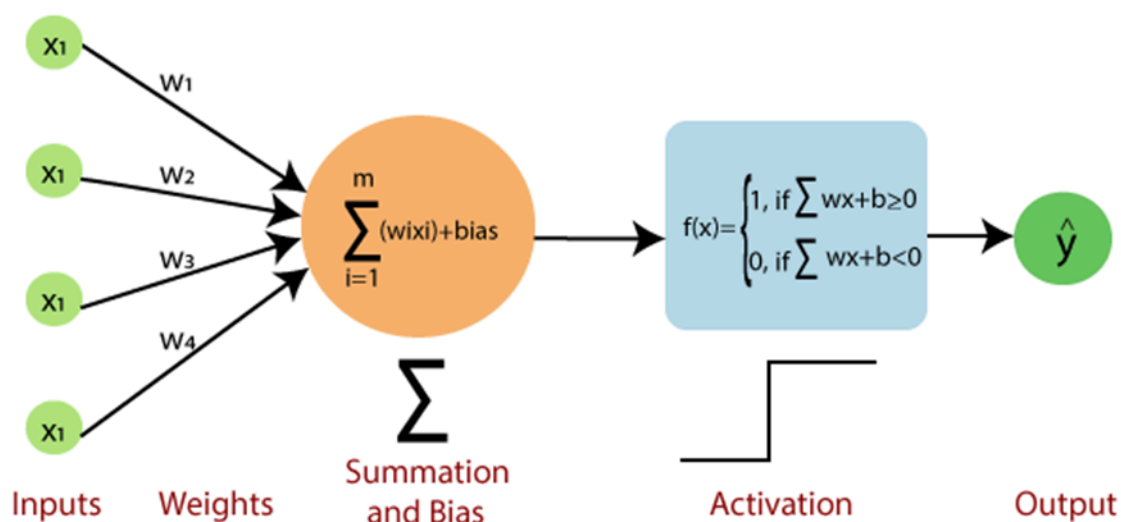 x1
w1
x1
w2
x1
w3
x1
w4
m
∑(wixi)+bias
i=1
f(x)={1, if ∑ wx+b≥0
0, if ∑ wx+b<0
ŷ
∑
Inputs
Weights
Summation
and Bias
Activation
Output